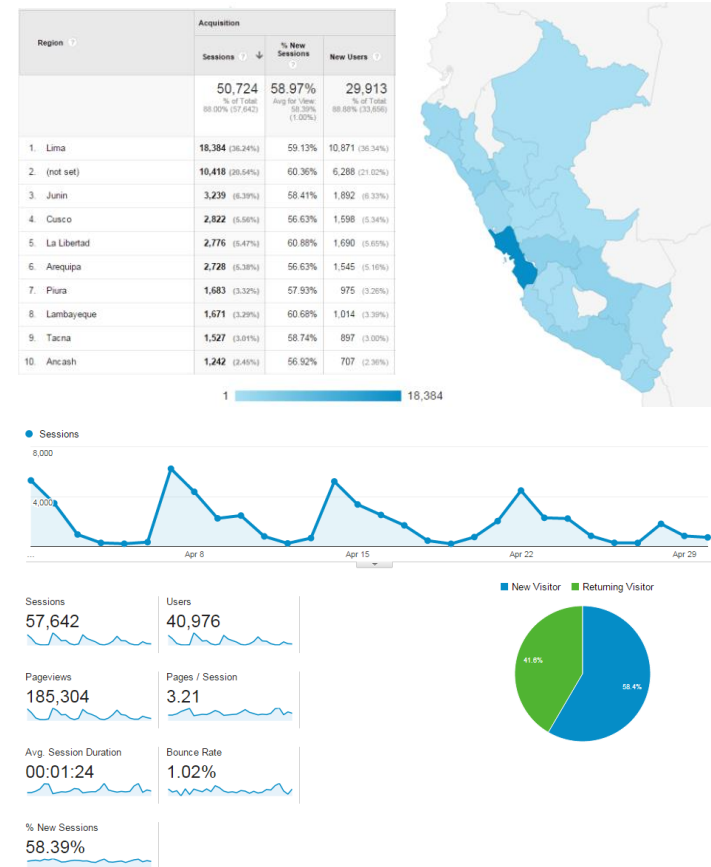 Acquisition
Region ?
Sessions ? % New Sessions ? New Users ?
50,724 58.97% 29,913
% of Total: 88.00% (57,642) Avg for View: 58.39% (1.00%) % of Total: 88.88% (33,656)
1. Lima 18,384 (36.24%) 59.13% 10,871 (36.34%)
2. (not set) 10,418 (20.54%) 60.36% 6,288 (21.02%)
3. Junin 3,239 (6.39%) 58.41% 1,892 (6.33%)
4. Cusco 2,822 (5.56%) 56.63% 1,598 (5.34%)
5. La Libertad 2,776 (5.47%) 60.88% 1,690 (5.65%)
6. Arequipa 2,728 (5.38%) 56.63% 1,545 (5.16%)
7. Piura 1,683 (3.32%) 57.93% 975 (3.26%)
8. Lambayeque 1,671 (3.29%) 60.68% 1,014 (3.39%)
9. Tacna 1,527 (3.01%) 58.74% 897 (3.00%)
10. Ancash 1,242 (2.45%) 56.92% 707 (2.36%)
1 18,384
Sessions
8,000
4,000
... Apr 8 Apr 15 Apr 22 Apr 29
New Visitor Returning Visitor
Sessions Users
57,642 40,976
41.6%
58.4%
Pageviews Pages / Session
185,304 3.21
Avg. Session Duration Bounce Rate
00:01:24 1.02%
% New Sessions
58.39%